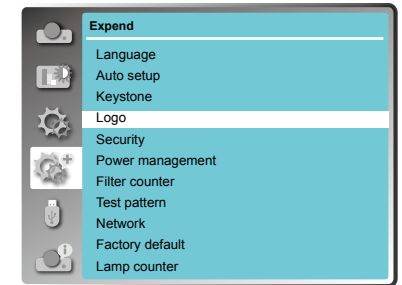 Expend
Language
Auto setup
Keystone
Logo
Security
Power management
Filter counter
Test pattern
Network
Factory default
Lamp counter